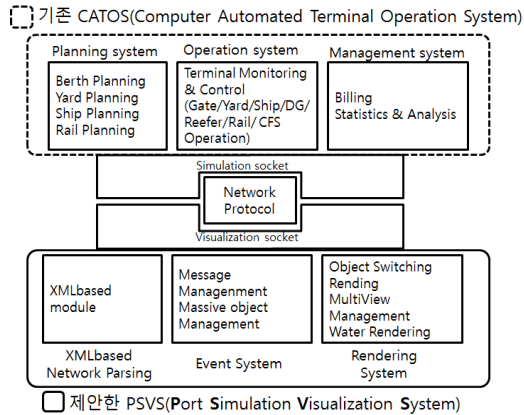 기존 CATOS(Computer Automated Terminal Operation System)
Planning system
Operation system
Management system
Berth Planning
Yard Planning
Ship Planning
Rail Planning
Terminal Monitoring
& Control
(Gate/Yard/Ship/DG/
Reefer/Rail/ CFS
Operation)
Billing
Statistics & Analysis
Simulation socket
Network
Protocol
Visualization socket
XMLbased
module
Message
Managenment
Massive object
Management
Object Switching
Rending
MultiView
Management
Water Rendering
XMLbased
Network Parsing
Event System
Rendering
System
제안한 PSVS(Port Simulation Visualization System)